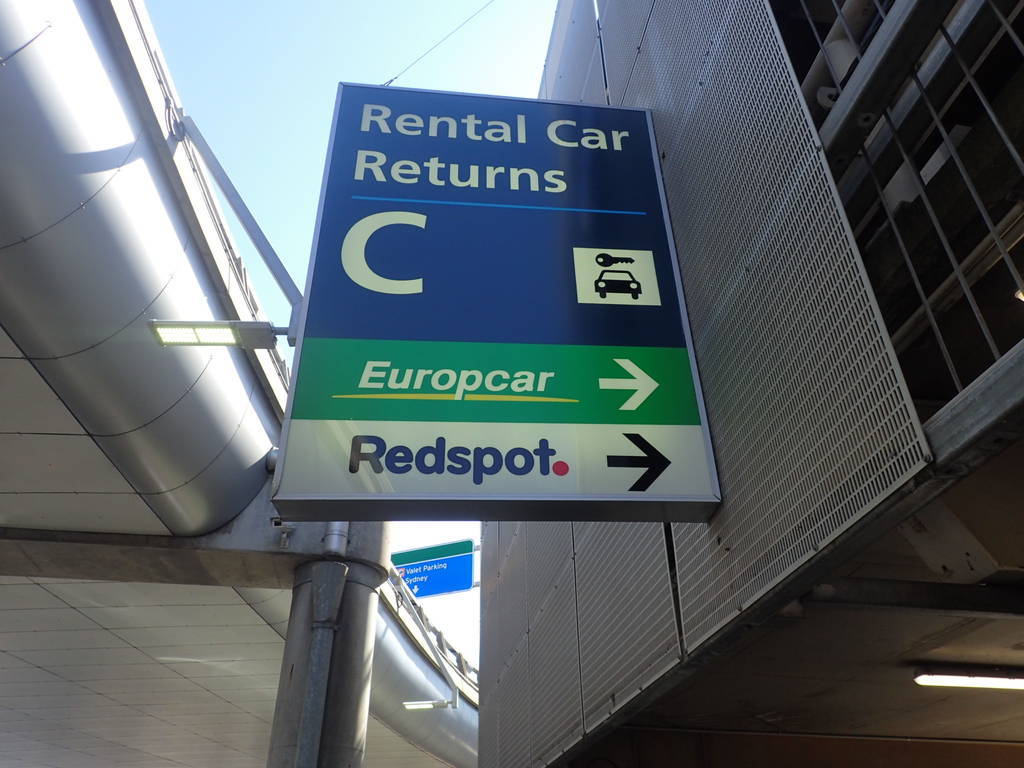 Rental Car
Returns
C
Europcar
Redspot.
Valet Parking
Sydney